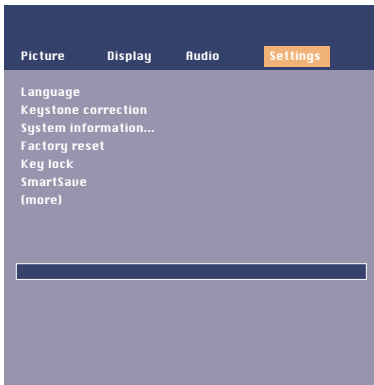 Picture Display Audio Settings
Language
Keystone correction
System information...
Factory reset
Key lock
SmartSave
(more)